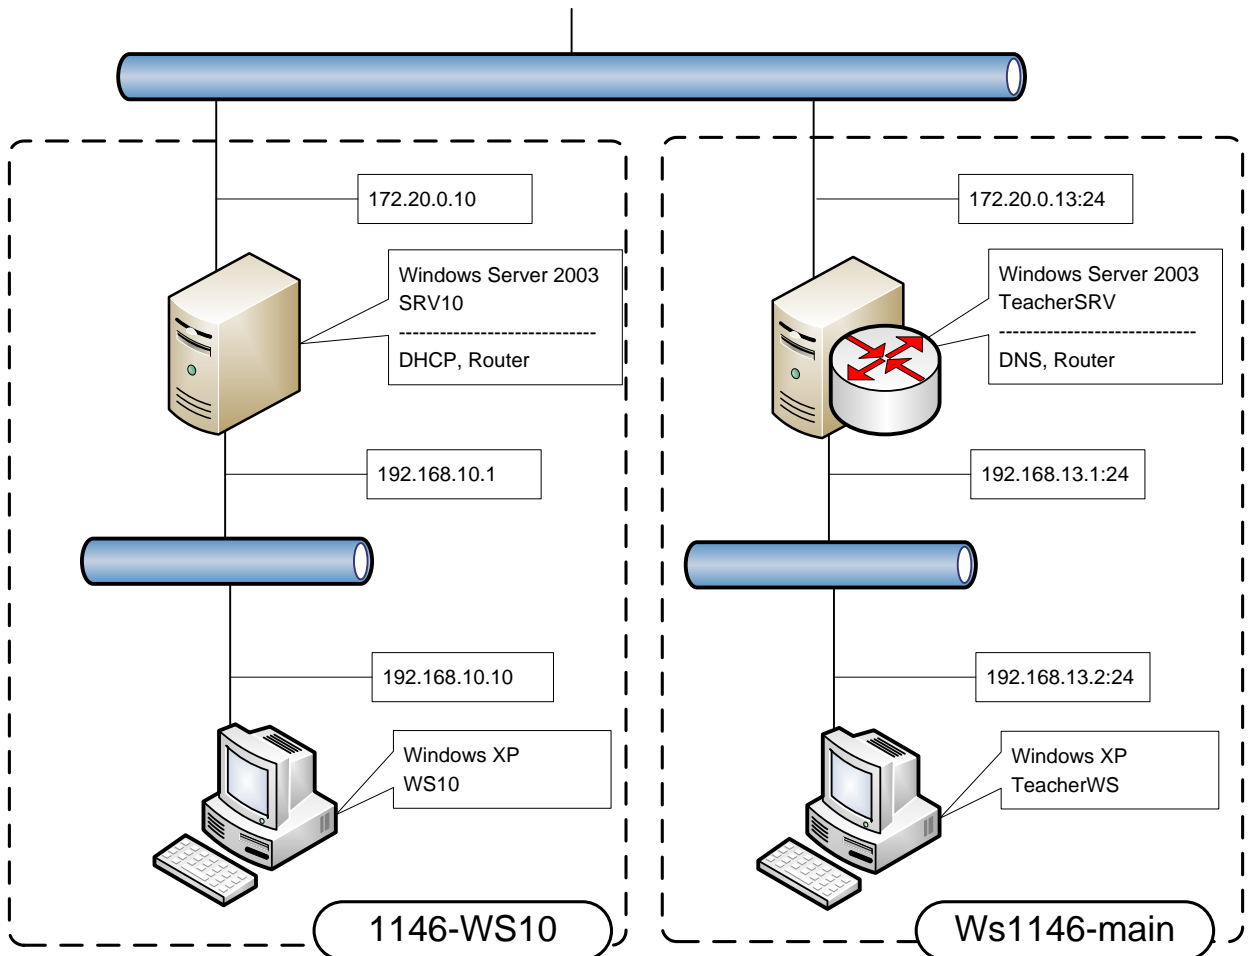 172.20.0.10
Windows Server 2003
SRV10
----------------------------
DHCP, Router
192.168.10.1
192.168.10.10
Windows XP
WS10
1146-WS10
172.20.0.13:24
Windows Server 2003
TeacherSRV
----------------------------
DNS, Router
192.168.13.1:24
192.168.13.2:24
Windows XP
TeacherWS
Ws1146-main